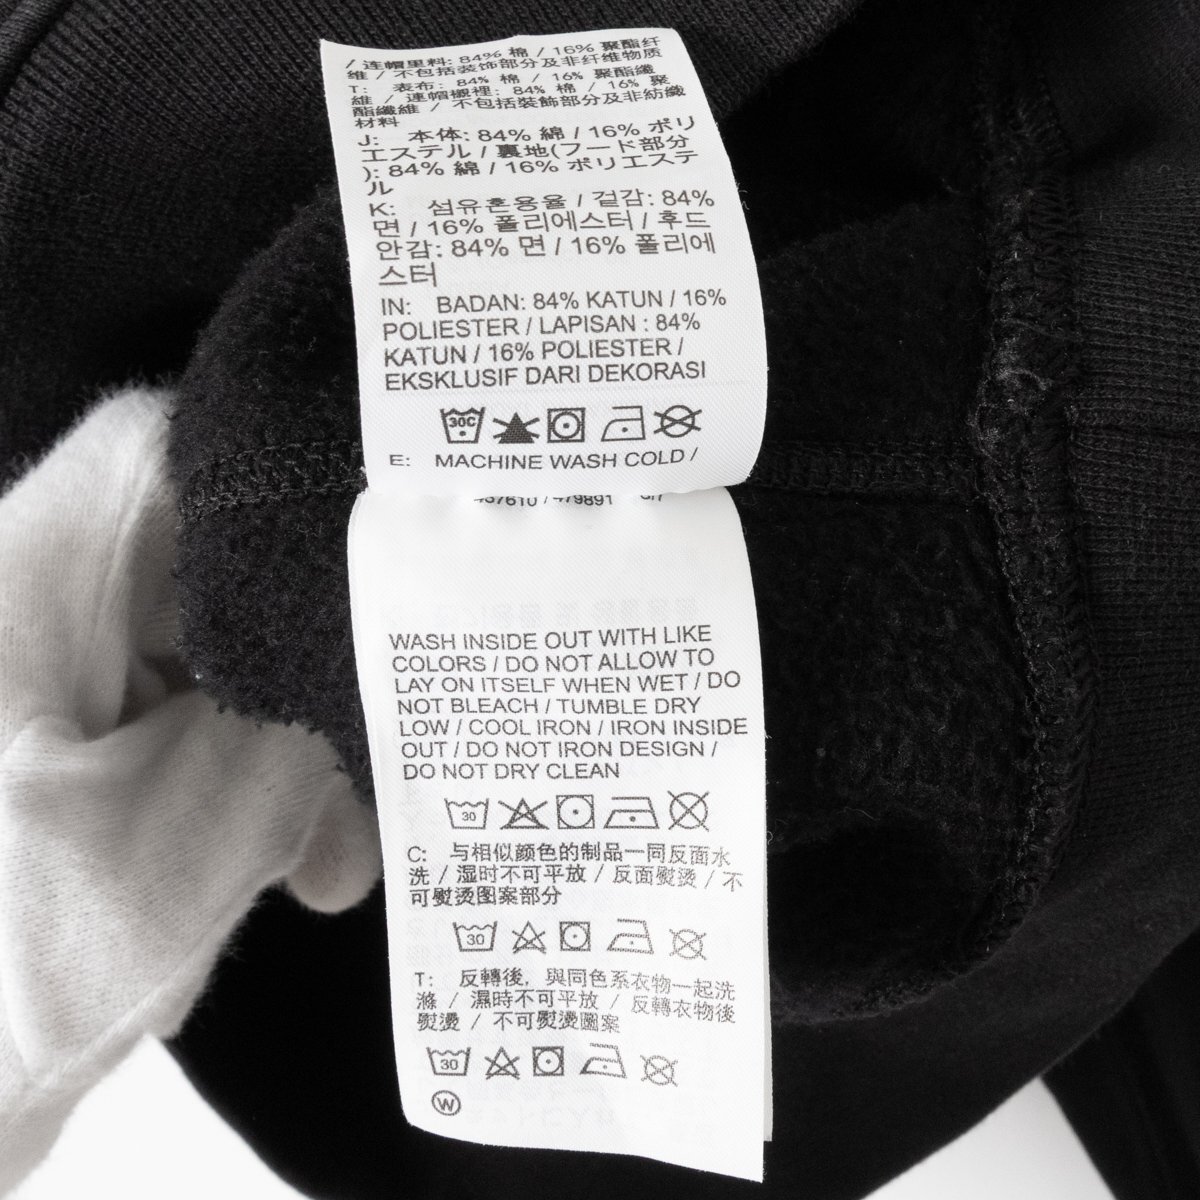 / 连帽里料: 84% 棉 / 16% 聚酯纤
维 / 不包括装饰部分及非纤维物质
T: 表布: 84% 棉 / 16% 聚酯纖
維 / 連帽襯裡: 84% 棉 / 16% 聚
酯纖維 / 不包括裝飾部分及非紡織
材料
J: 本体: 84% 綿 / 16% ポリ
エステル / 裏地(フード部分
): 84% 綿 / 16% ポリエステ
ル
K: 섬유혼용율 / 겉감: 84%
면 / 16% 폴리에스터 / 후드
안감: 84% 면 / 16% 폴리에
스터
IN: BADAN: 84% KATUN / 16%
POLIESTER / LAPISAN : 84%
KATUN / 16% POLIESTER /
EKSKLUSIF DARI DEKORASI
30C
E: MACHINE WASH COLD /
437610 / 479891
WASH INSIDE OUT WITH LIKE
COLORS / DO NOT ALLOW TO
LAY ON ITSELF WHEN WET / DO
NOT BLEACH / TUMBLE DRY
LOW / COOL IRON / IRON INSIDE
OUT / DO NOT IRON DESIGN /
DO NOT DRY CLEAN
30
C: 与相似颜色的制品一同反面水
洗 / 湿时不可平放 / 反面熨烫 / 不
可熨烫图案部分
30
T: 反轉後, 與同色系衣物一起洗
滌 / 濕時不可平放 / 反轉衣物後
熨燙 / 不可熨燙圖案
30
W